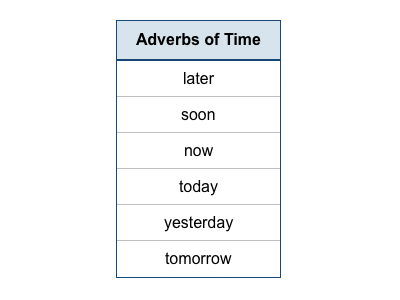 Adverbs of Time
later
soon
now
today
yesterday
tomorrow